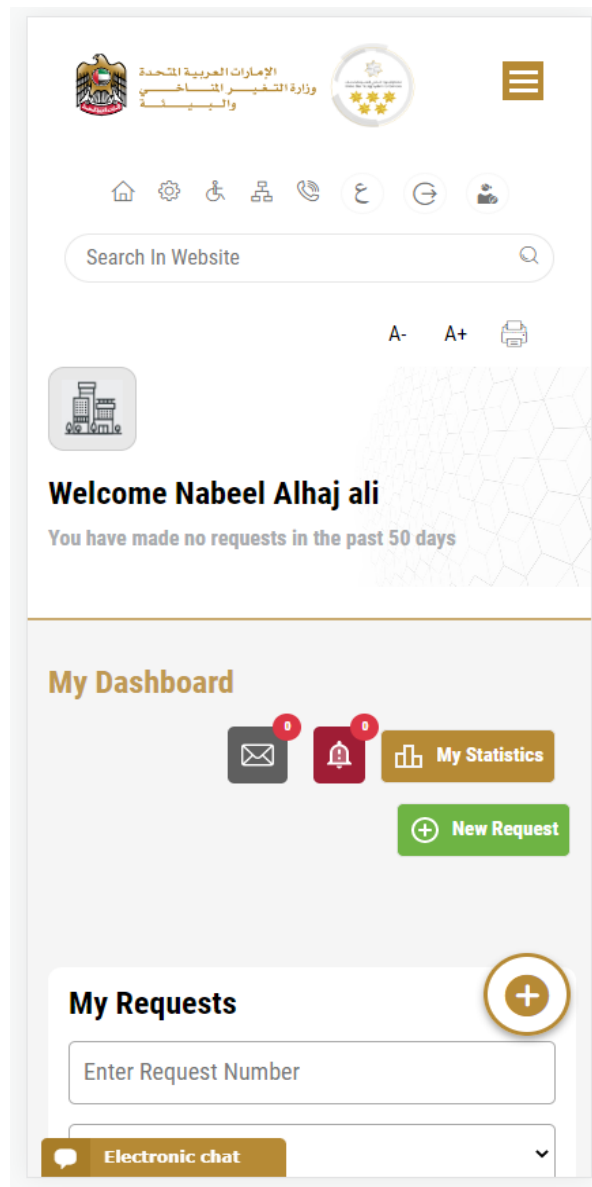 الإمارات العربية المتحدة
وزارة التغير المناخي
والبيئة
ع
Search In Website
A- A+
Welcome Nabeel Alhaj ali
You have made no requests in the past 50 days
My Dashboard
0 0
My Statistics
New Request
My Requests
Enter Request Number
Electronic chat